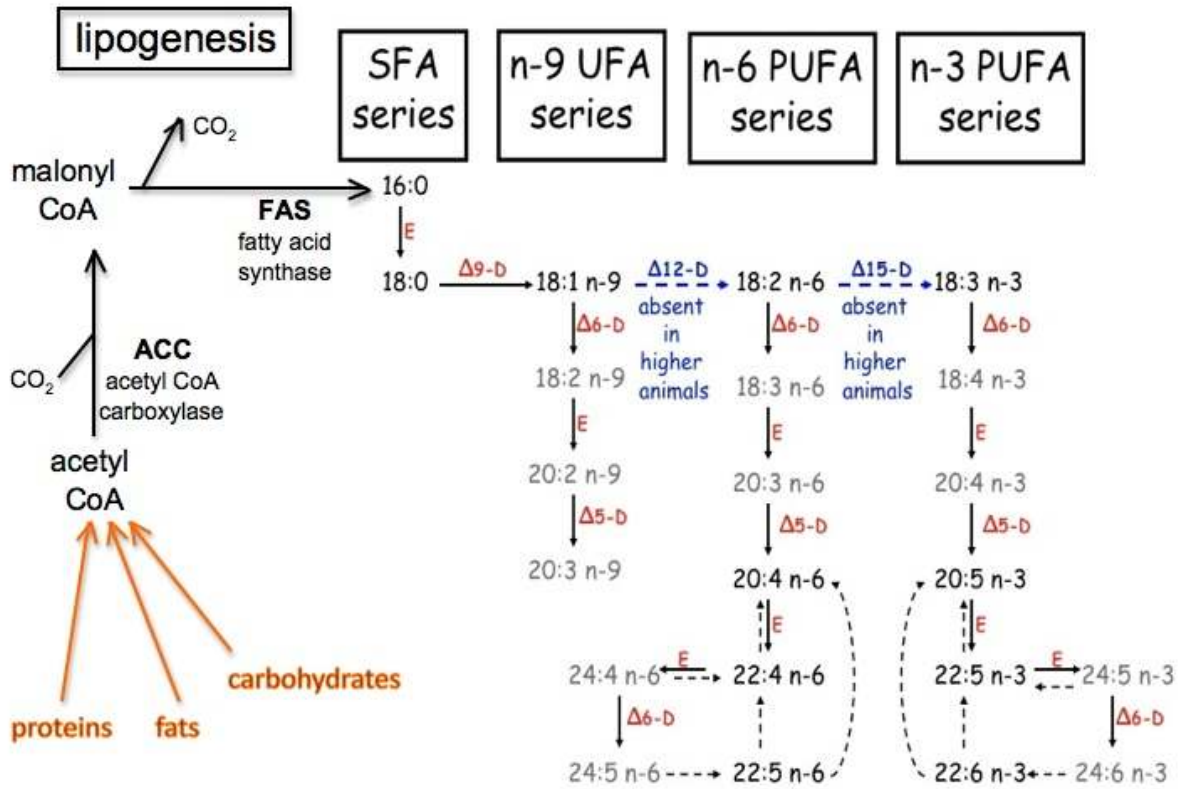 lipogenesis
SFA
series
n-9 UFA
series
n-6 PUFA
series
n-3 PUFA
series
CO2
malonyl
CoA
FAS
fatty acid
synthase
16:0
E
18:0
Δ9-D
18:1 n-9
Δ12-D
absent
in
higher
animals
18:2 n-6
Δ15-D
absent
in
higher
animals
18:3 n-3
Δ6-D
Δ6-D
Δ6-D
18:2 n-9
18:3 n-6
18:4 n-3
E
E
E
20:2 n-9
20:3 n-6
20:4 n-3
Δ5-D
Δ5-D
Δ5-D
20:3 n-9
20:4 n-6
20:5 n-3
E
E
24:4 n-6
E
22:4 n-6
22:5 n-3
E
24:5 n-3
Δ6-D
Δ6-D
24:5 n-6
22:5 n-6
22:6 n-3
24:6 n-3
CO2
ACC
acetyl CoA
carboxylase
acetyl
CoA
carbohydrates
proteins
fats